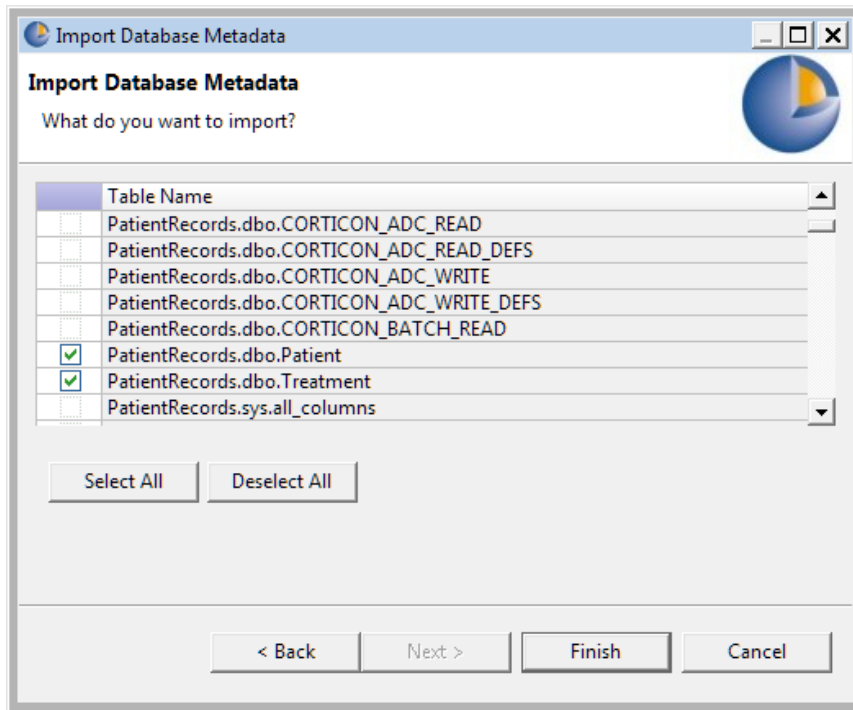 Import Database Metadata
Import Database Metadata
What do you want to import?
Table Name
PatientRecords.dbo.CORTICON_ADC_READ
PatientRecords.dbo.CORTICON_ADC_READ_DEFS
PatientRecords.dbo.CORTICON_ADC_WRITE
PatientRecords.dbo.CORTICON_ADC_WRITE_DEFS
PatientRecords.dbo.CORTICON_BATCH_READ
PatientRecords.dbo.Patient
PatientRecords.dbo.Treatment
PatientRecords.sys.all_columns
Select All Deselect All
< Back Next > Finish Cancel